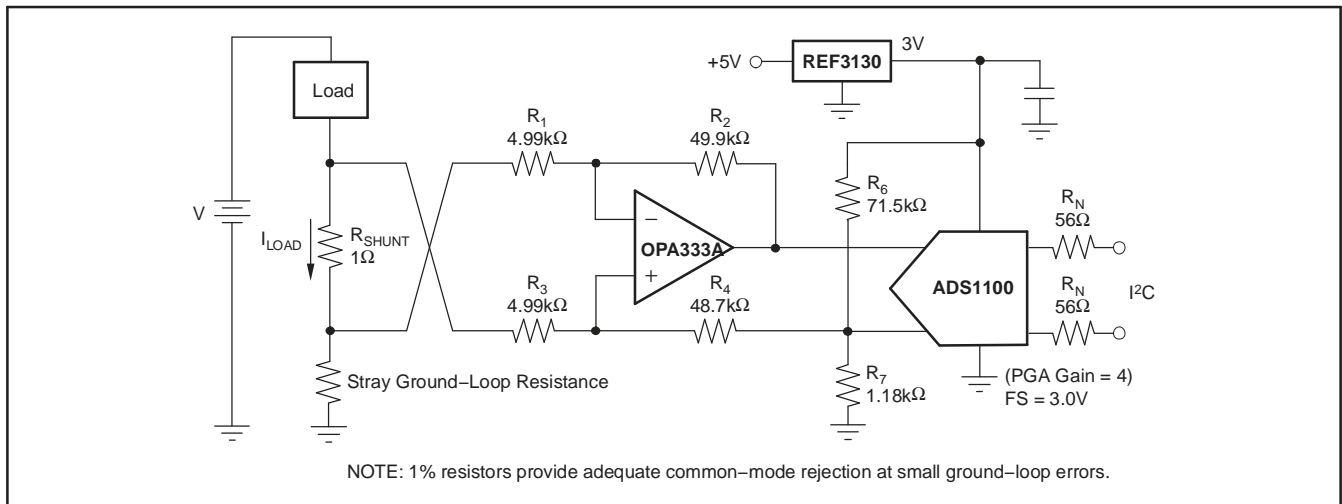 +5V
REF3130
3V
Load
R1
4.99kΩ
R2
49.9kΩ
V
ILOAD
RSHUNT
1Ω
R6
71.5kΩ
−
OPA333A
+
RN
56Ω
ADS1100
I²C
R3
4.99kΩ
R4
48.7kΩ
RN
56Ω
Stray Ground−Loop Resistance
R7
1.18kΩ
(PGA Gain = 4)
FS = 3.0V
NOTE: 1% resistors provide adequate common−mode rejection at small ground−loop errors.